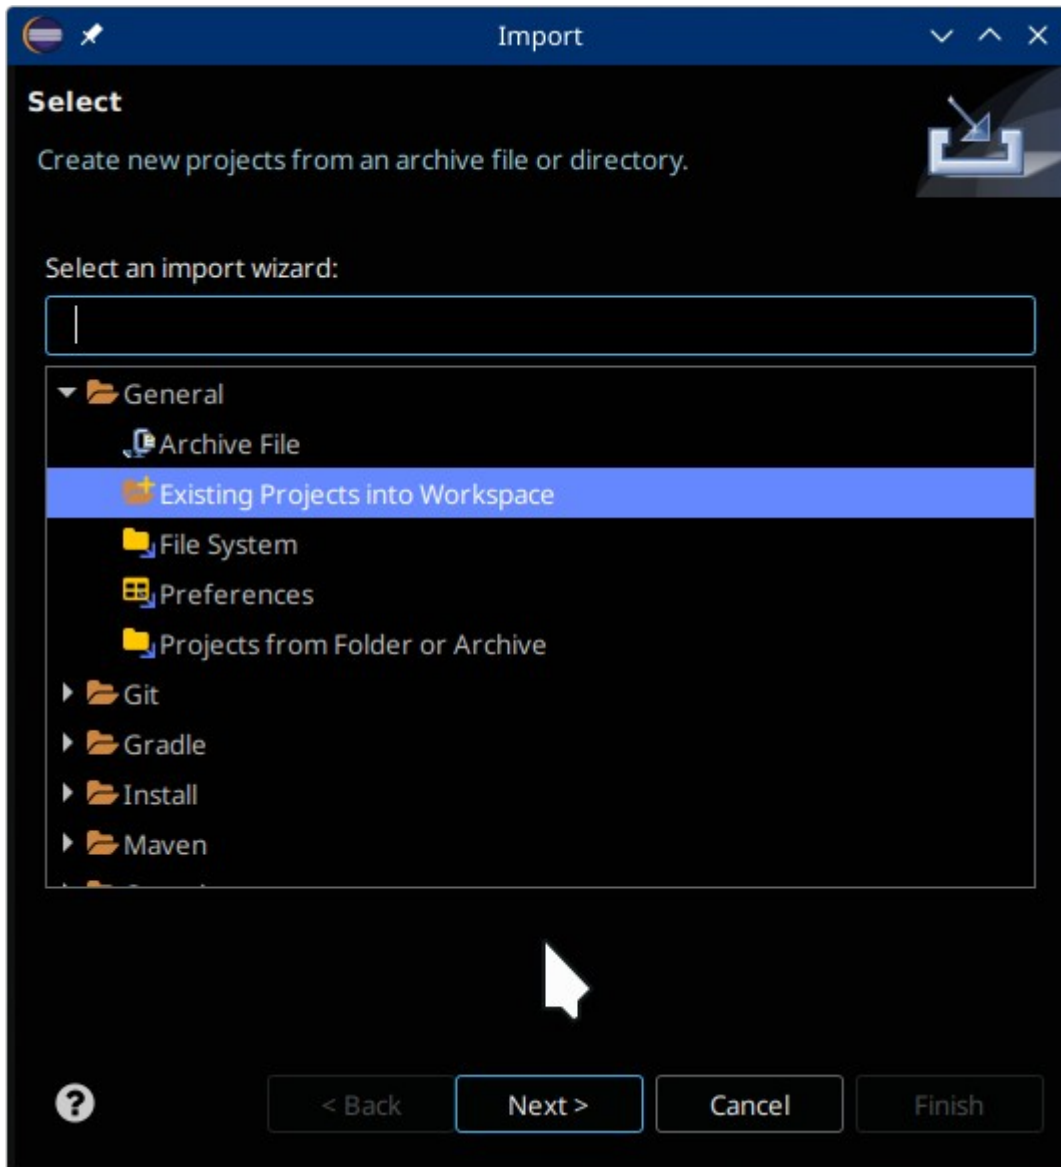 Import
Select
Create new projects from an archive file or directory.
Select an import wizard:
General
Archive File
Existing Projects into Workspace
File System
Preferences
Projects from Folder or Archive
Git
Gradle
Install
Maven
< Back Next > Cancel Finish